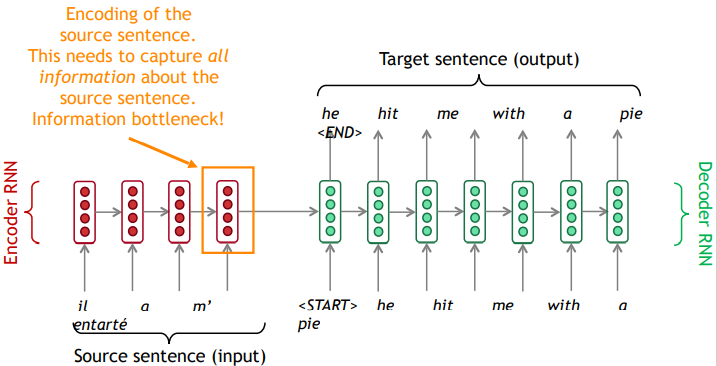 Encoding of the
source sentence.
This needs to capture all
information about the
source sentence.
Information bottleneck!
Target sentence (output)
he hit me with a pie
<END>
Encoder RNN
Decoder RNN
il a m’
entarté
<START> he hit me with a
pie
Source sentence (input)